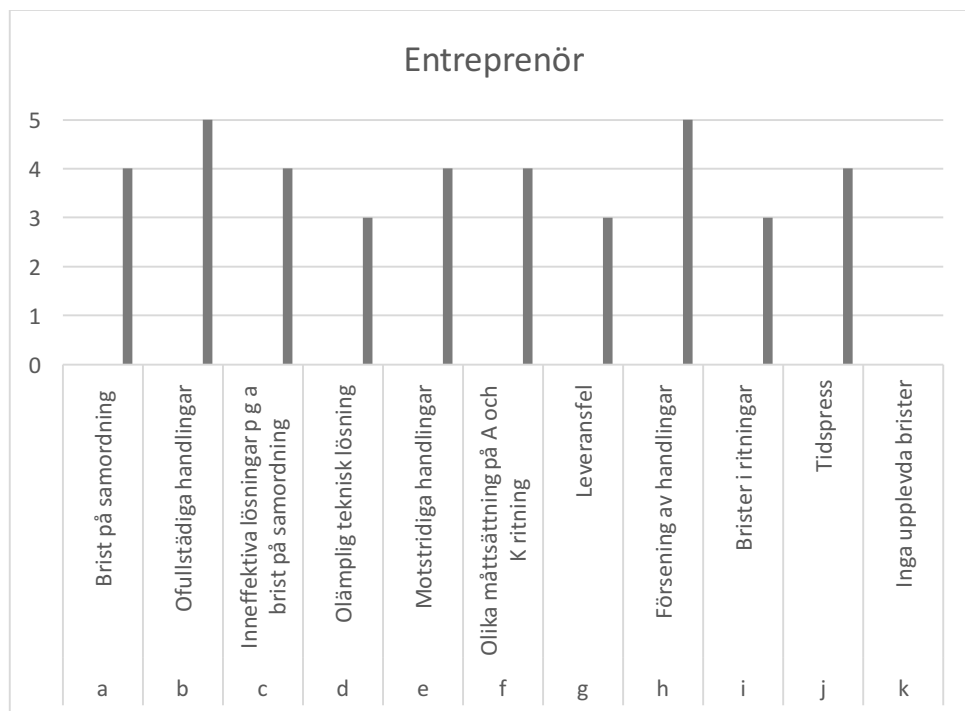 Entreprenör
5
4
3
2
1
0
Brist på samordning
Ofullstädiga handlingar
Inneffektiva lösningar p g a
brist på samordning
Olämplig teknisk lösning
Motstridiga handlingar
Olika måttsättning på A och
K ritning
Leveransfel
Försening av handlingar
Brister i ritningar
Tidspress
Inga upplevda brister
a b c d e f g h i j k